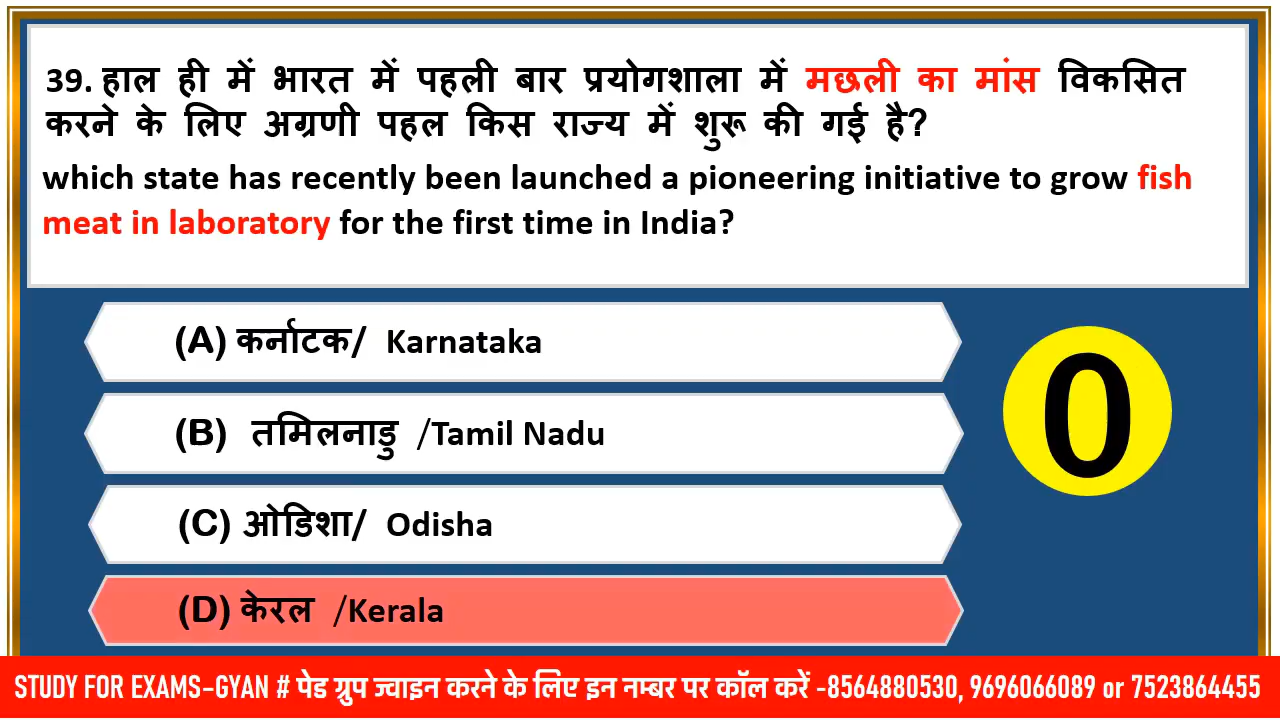 39. हाल ही में भारत में पहली बार प्रयोगशाला में मछली का मांस विकसित
करने के लिए अग्रणी पहल किस राज्य में शुरू की गई है?
which state has recently been launched a pioneering initiative to grow fish
meat in laboratory for the first time in India?
(A) कर्नाटक/ Karnataka
(B) तमिलनाडु /Tamil Nadu
(C) ओडिशा/ Odisha
(D) केरल /Kerala
0
STUDY FOR EXAMS-GYAN # पेड ग्रुप ज्वाइन करने के लिए इन नम्बर पर कॉल करें -8564880530, 9696066089 or 7523864455